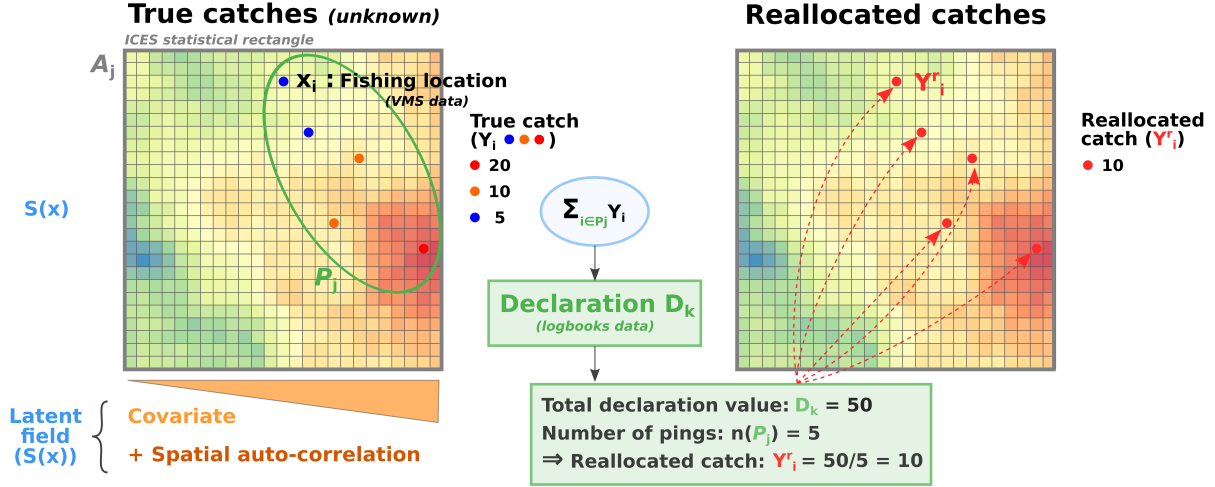 True catches (unknown)
ICES statistical rectangle
Aj
xi : Fishing location
(VMS data)
True catch
(Yi )
20
10
5
S(x)
Pj
Σi∈Pj Yi
Declaration Dk
(logbooks data)
Reallocated catches
Yri
Reallocated
catch (Yri)
10
Latent
field
(S(x))
Covariate
+ Spatial auto-correlation
Total declaration value: Dk = 50
Number of pings: n(Pj) = 5
⇒ Reallocated catch: Yri = 50/5 = 10